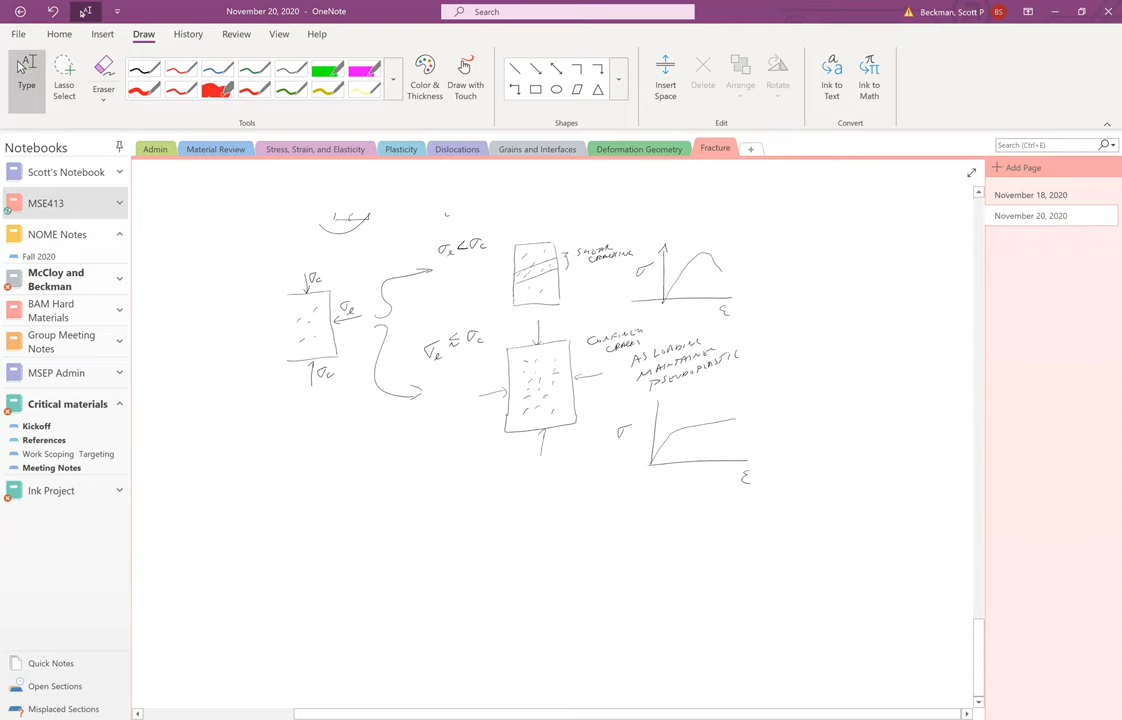 November 20, 2020 - OneNote
Search
Beckman, Scott P
BS
File
Home
Insert
Draw
History
Review
View
Help
Type
Lasso
Select
Eraser
Color &
Thickness
Draw with
Touch
Insert
Space
Delete
Arrange
Rotate
Ink to
Text
Ink to
Math
Tools
Shapes
Edit
Convert
Notebooks
Admin
Material Review
Stress, Strain, and Elasticity
Plasticity
Dislocations
Grains and Interfaces
Deformation Geometry
Fracture
Search (Ctrl+E)
Scott's Notebook
MSE413
NOME Notes
Fall 2020
McCloy and
Beckman
BAM Hard
Materials
Group Meeting
Notes
MSEP Admin
Critical materials
Kickoff
References
Work Scoping Targeting
Meeting Notes
Ink Project
Quick Notes
Open Sections
Misplaced Sections
Add Page
November 18, 2020
November 20, 2020
σc
σe
σc
σe < σc
SHEAR
CRACKING
σ
ε
σe ≲ σc
CONFINED
CRACKS
AS LOADING
MAINTAINED
PSEUDOPLASTIC
σ
ε